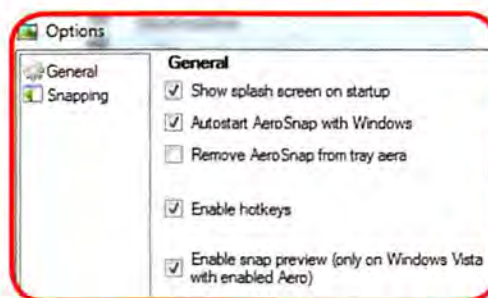 Options
General
Snapping
General
Show splash screen on startup
Autostart AeroSnap with Windows
Remove AeroSnap from tray aera
Enable hotkeys
Enable snap preview (only on Windows Vista
with enabled Aero)